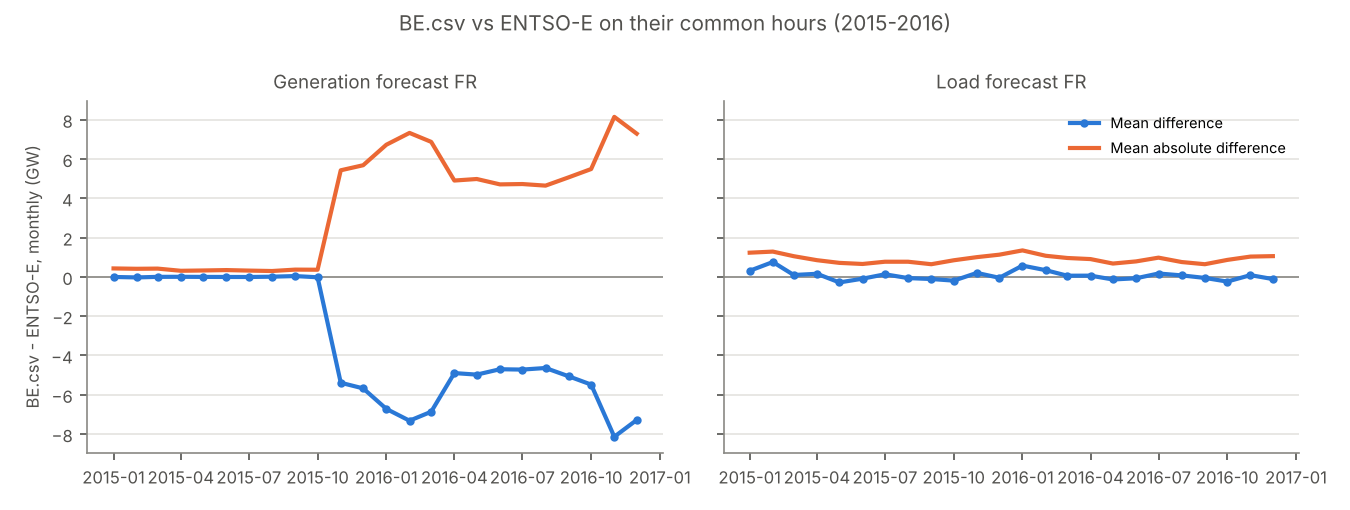 BE.csv vs ENTSO-E on their common hours (2015-2016)
Generation forecast FR
Load forecast FR
BE.csv - ENTSO-E, monthly (GW)
8
6
4
2
0
−2
−4
−6
−8
Mean difference
Mean absolute difference
2015-01 2015-04 2015-07 2015-10 2016-01 2016-04 2016-07 2016-10 2017-01
2015-01 2015-04 2015-07 2015-10 2016-01 2016-04 2016-07 2016-10 2017-01